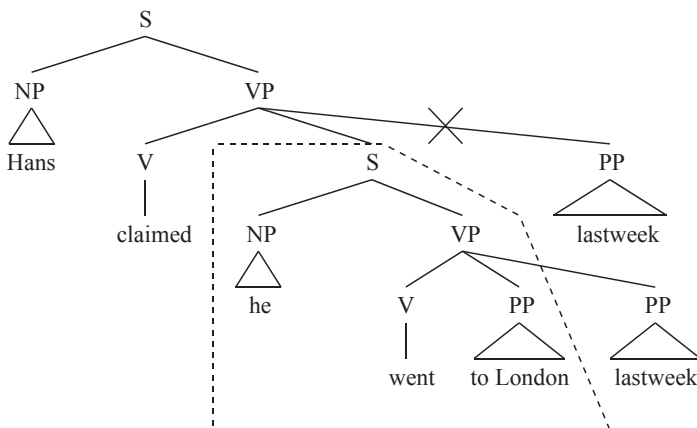 S
NP VP
Hans V S PP
claimed NP VP lastweek
he V PP PP
went to London lastweek